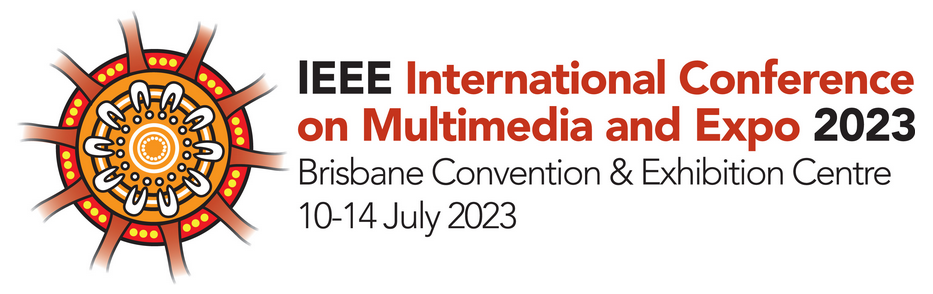 IEEE International Conference
on Multimedia and Expo 2023
Brisbane Convention & Exhibition Centre
10-14 July 2023